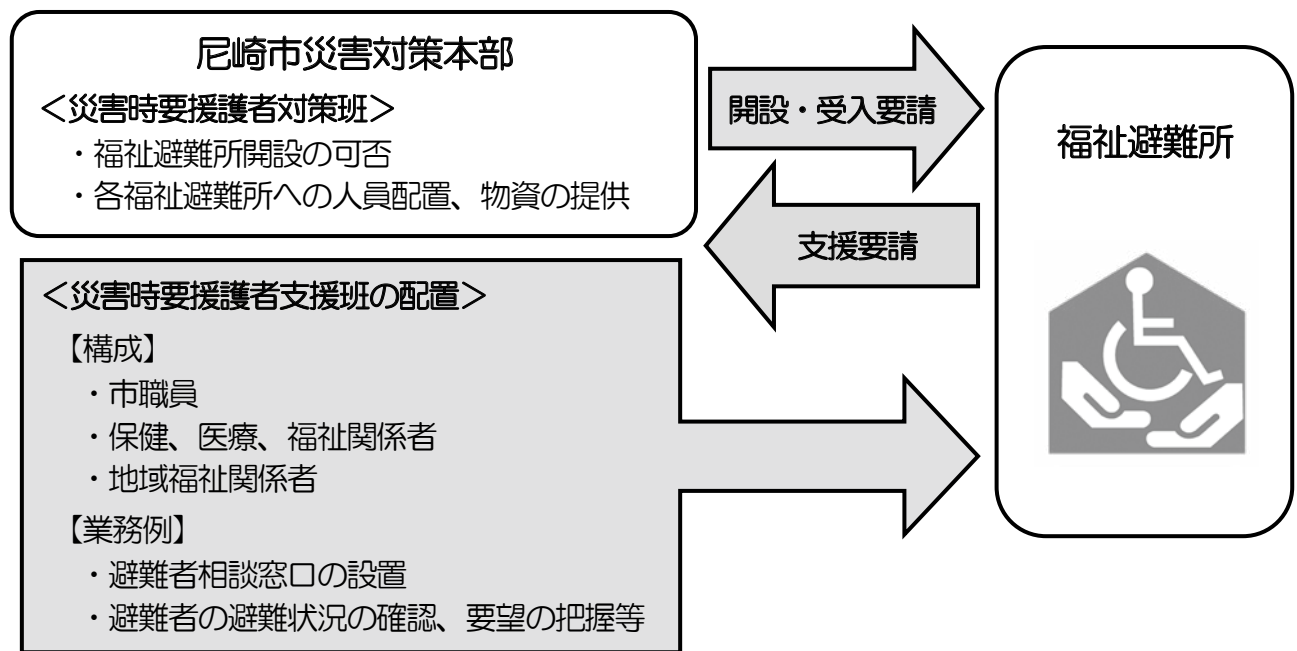 尼崎市災害対策本部
＜災害時要援護者対策班＞
・福祉避難所開設の可否
・各福祉避難所への人員配置、物資の提供
開設・受入要請
支援要請
福祉避難所
＜災害時要援護者支援班の配置＞
【構成】
・市職員
・保健、医療、福祉関係者
・地域福祉関係者
【業務例】
・避難者相談窓口の設置
・避難者の避難状況の確認、要望の把握等